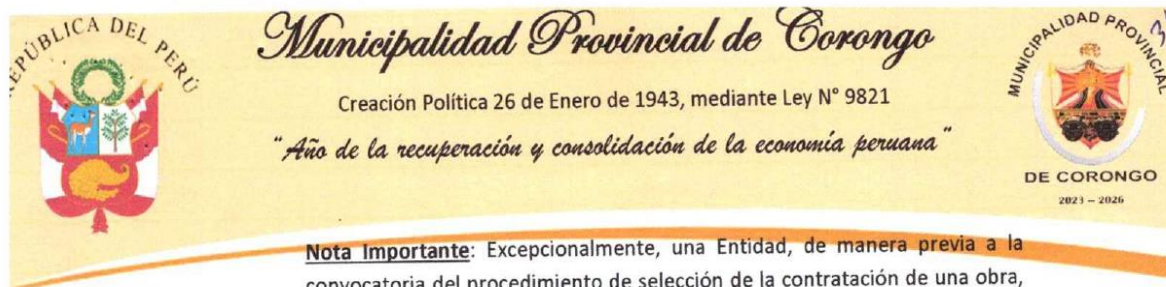 REPÚBLICA DEL PERÚ
Municipalidad Provincial de Corongo
Creación Política 26 de Enero de 1943, mediante Ley N° 9821
"Año de la recuperación y consolidación de la economía peruana"
MUNICIPALIDAD PROVINCIAL
DE CORONGO
2023 – 2026
Nota Importante: Excepcionalmente, una Entidad, de manera previa a la
convocatoria del procedimiento de selección de la contratación de una obra,